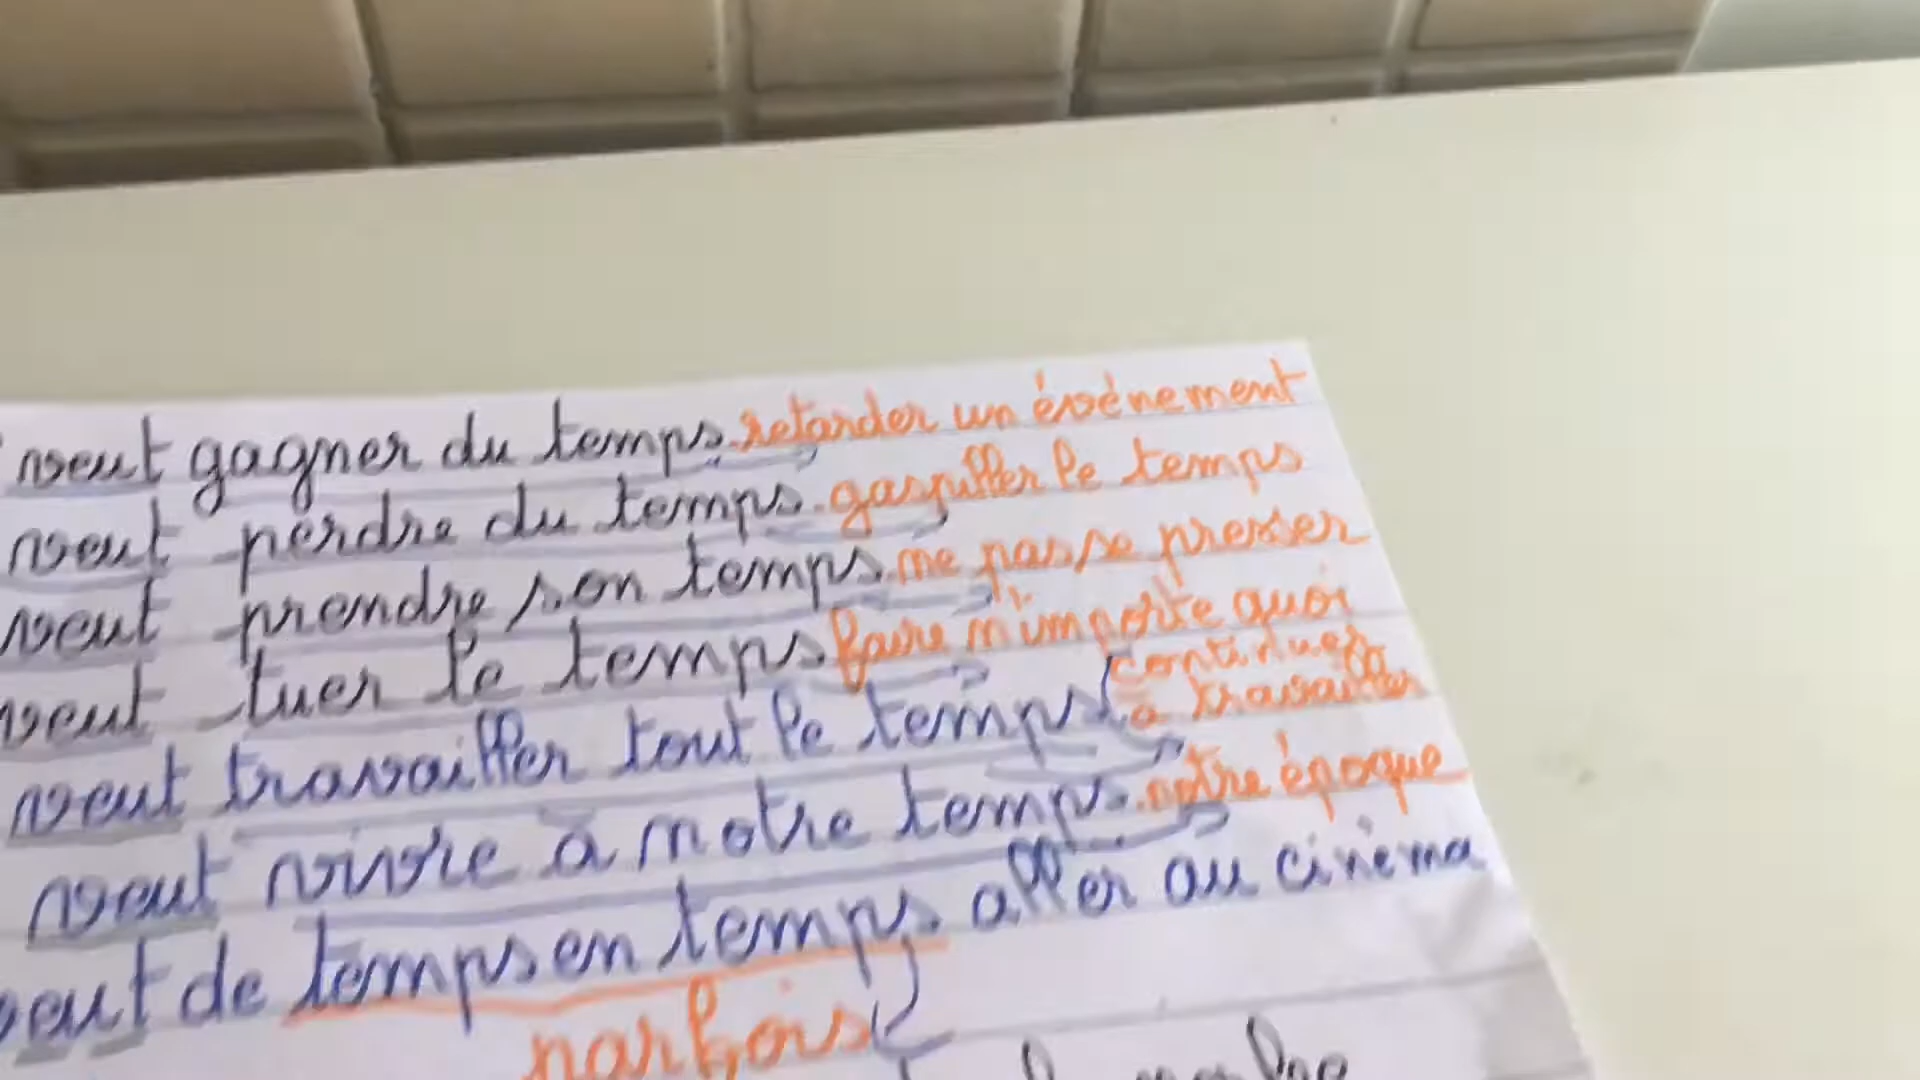 veut gagner du temps. retarder un événement
veut perdre du temps. gaspiller le temps
veut prendre son temps. ne pas se presser
veut tuer le temps faire n'importe quoi
veut travailler tout le temps continuer
à travailler
veut vivre à notre temps. notre époque
veut de temps en temps aller au cinéma
parfois